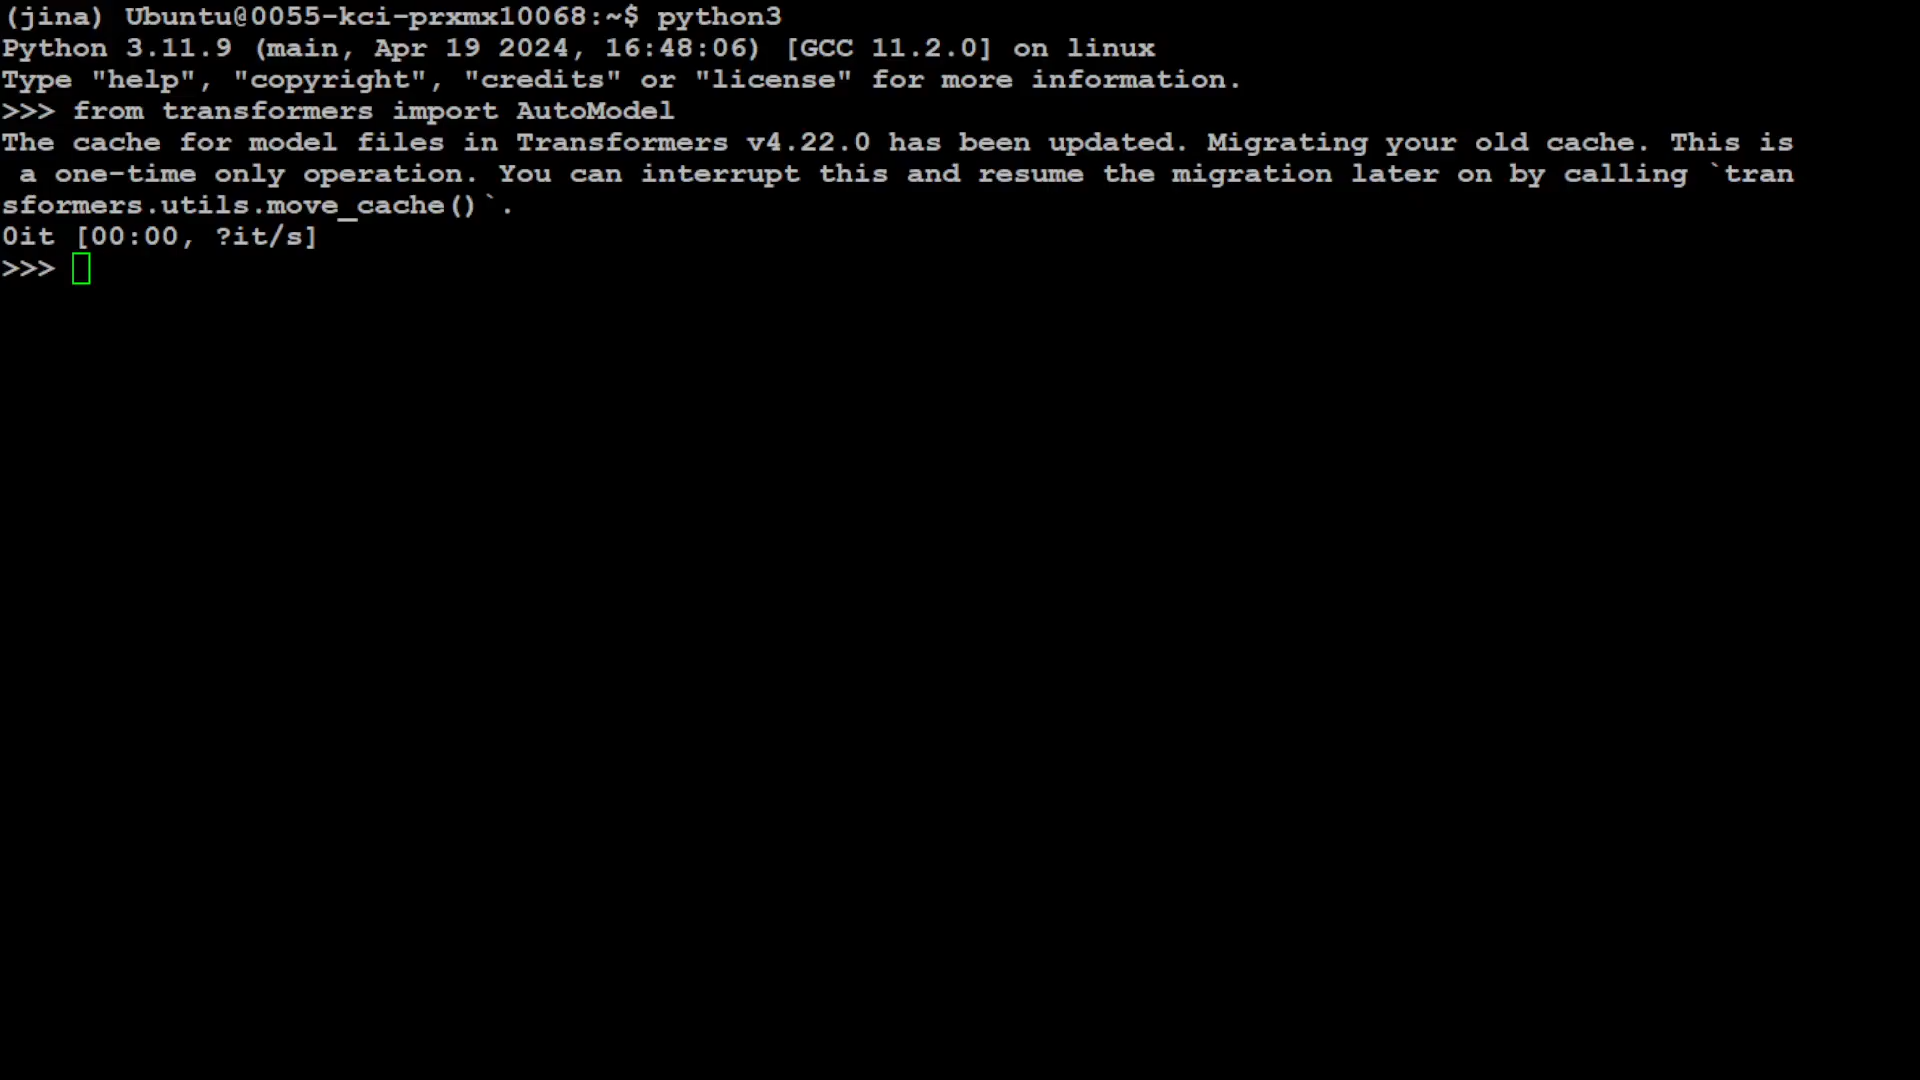 (jina) Ubuntu@0055-kci-prxmx10068:~$ python3
Python 3.11.9 (main, Apr 19 2024, 16:48:06) [GCC 11.2.0] on linux
Type "help", "copyright", "credits" or "license" for more information.
>>> from transformers import AutoModel
The cache for model files in Transformers v4.22.0 has been updated. Migrating your old cache. This is
 a one-time only operation. You can interrupt this and resume the migration later on by calling `tran
sformers.utils.move_cache()`.
0it [00:00, ?it/s]
>>>